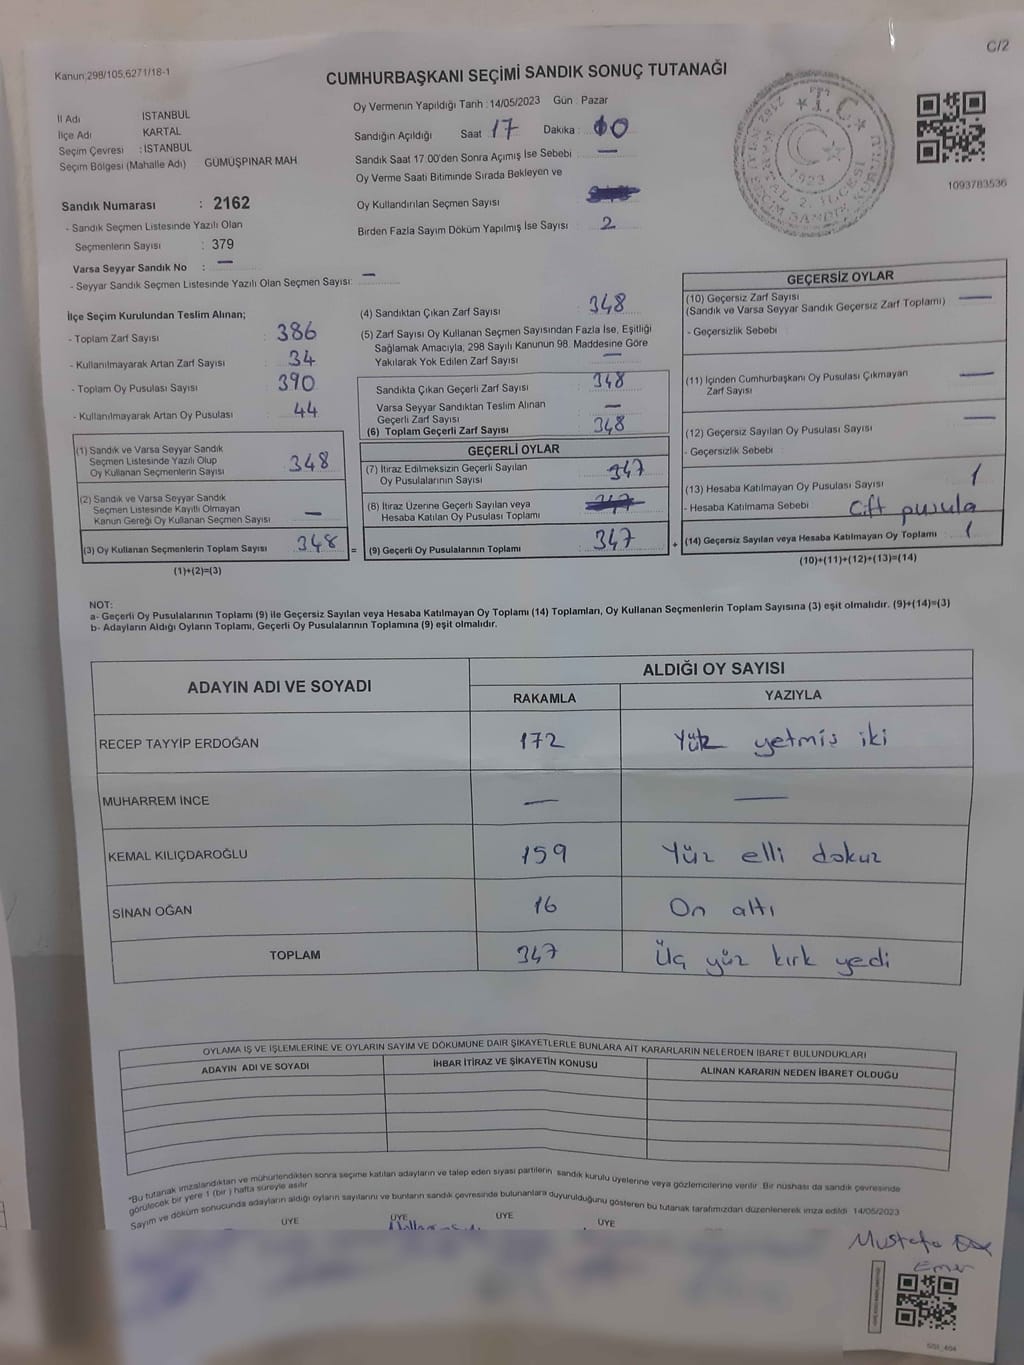 C/2
Kanun:298/105,6271/18-1
CUMHURBAŞKANI SEÇİMİ SANDIK SONUÇ TUTANAĞI
İl Adı İSTANBUL
İlçe Adı KARTAL
Seçim Çevresi : İSTANBUL
Seçim Bölgesi (Mahalle Adı) GÜMÜŞPINAR MAH
Sandık Numarası : 2162
- Sandık Seçmen Listesinde Yazılı Olan
Seçmenlerin Sayısı : 379
Varsa Seyyar Sandık No : —
- Seyyar Sandık Seçmen Listesinde Yazılı Olan Seçmen Sayısı: —
Oy Vermenin Yapıldığı Tarih : 14/05/2023 Gün : Pazar
Sandığın Açıldığı Saat 17 Dakika : 00
Sandık Saat 17:00'den Sonra Açılmış İse Sebebi —
Oy Verme Saati Bitiminde Sırada Bekleyen ve
Oy Kullandırılan Seçmen Sayısı
Birden Fazla Sayım Döküm Yapılmış İse Sayısı : 2
T.C.
1923
1093783536
İlçe Seçim Kurulundan Teslim Alınan;
- Toplam Zarf Sayısı : 386
- Kullanılmayarak Artan Zarf Sayısı : 34
- Toplam Oy Pusulası Sayısı : 390
- Kullanılmayarak Artan Oy Pusulası : 44
(1) Sandık ve Varsa Seyyar Sandık
Seçmen Listesinde Yazılı Olup
Oy Kullanan Seçmenlerin Sayısı : 348
(2) Sandık ve Varsa Seyyar Sandık
Seçmen Listesinde Kayıtlı Olmayan
Kanun Gereği Oy Kullanan Seçmen Sayısı : —
(3) Oy Kullanan Seçmenlerin Toplam Sayısı : 348
(1)+(2)=(3)
=
(4) Sandıktan Çıkan Zarf Sayısı : 348
(5) Zarf Sayısı Oy Kullanan Seçmen Sayısından Fazla İse, Eşitliği
Sağlamak Amacıyla, 298 Sayılı Kanunun 98. Maddesine Göre
Yakılarak Yok Edilen Zarf Sayısı : —
Sandıkta Çıkan Geçerli Zarf Sayısı : 348
Varsa Seyyar Sandıktan Teslim Alınan
Geçerli Zarf Sayısı : —
(6) Toplam Geçerli Zarf Sayısı : 348
GEÇERLİ OYLAR
(7) İtiraz Edilmeksizin Geçerli Sayılan
Oy Pusulalarının Sayısı : 347
(8) İtiraz Üzerine Geçerli Sayılan veya
Hesaba Katılan Oy Pusulası Toplamı : 347
(9) Geçerli Oy Pusulalarının Toplamı : 347
+
GEÇERSİZ OYLAR
(10) Geçersiz Zarf Sayısı —
(Sandık ve Varsa Seyyar Sandık Geçersiz Zarf Toplamı)
- Geçersizlik Sebebi :
(11) İçinden Cumhurbaşkanı Oy Pusulası Çıkmayan
Zarf Sayısı —
(12) Geçersiz Sayılan Oy Pusulası Sayısı —
- Geçersizlik Sebebi :
(13) Hesaba Katılmayan Oy Pusulası Sayısı 1
- Hesaba Katılmama Sebebi Çift pusula
(14) Geçersiz Sayılan veya Hesaba Katılmayan Oy Toplamı : 1
(10)+(11)+(12)+(13)=(14)
NOT:
a- Geçerli Oy Pusulalarının Toplamı (9) ile Geçersiz Sayılan veya Hesaba Katılmayan Oy Toplamı (14) Toplamları, Oy Kullanan Seçmenlerin Toplam Sayısına (3) eşit olmalıdır. (9)+(14)=(3)
b- Adayların Aldığı Oyların Toplamı, Geçerli Oy Pusulalarının Toplamına (9) eşit olmalıdır.
ADAYIN ADI VE SOYADI ALDIĞI OY SAYISI
RAKAMLA YAZIYLA
RECEP TAYYİP ERDOĞAN 172 Yüz yetmiş iki
MUHARREM İNCE — —
KEMAL KILIÇDAROĞLU 159 Yüz elli dokuz
SİNAN OĞAN 16 On altı
TOPLAM 347 Üç yüz kırk yedi
OYLAMA İŞ VE İŞLEMLERİNE VE OYLARIN SAYIM VE DÖKÜMÜNE DAİR ŞİKAYETLERLE BUNLARA AİT KARARLARIN NELERDEN İBARET BULUNDUKLARI
ADAYIN ADI VE SOYADI İHBAR İTİRAZ VE ŞİKAYETİN KONUSU ALINAN KARARIN NEDEN İBARET OLDUĞU
"Bu tutanak imzalandıktan ve mühürlendikten sonra seçime katılan adayların ve talep eden siyasi partilerin sandık kurulu üyelerine veya gözlemcilerine verilir. Bir nüshası da sandık çevresinde
görülecek bir yere 1 (bir) hafta süreyle asılır
Sayım ve döküm sonucunda adayların aldığı oyların sayılarını ve bunların sandık çevresinde bulunanlara duyurulduğunu gösteren bu tutanak tarafımızdan düzenlenerek imza edildi 14/05/2023
ÜYE ÜYE ÜYE ÜYE
Mustafa
Emer